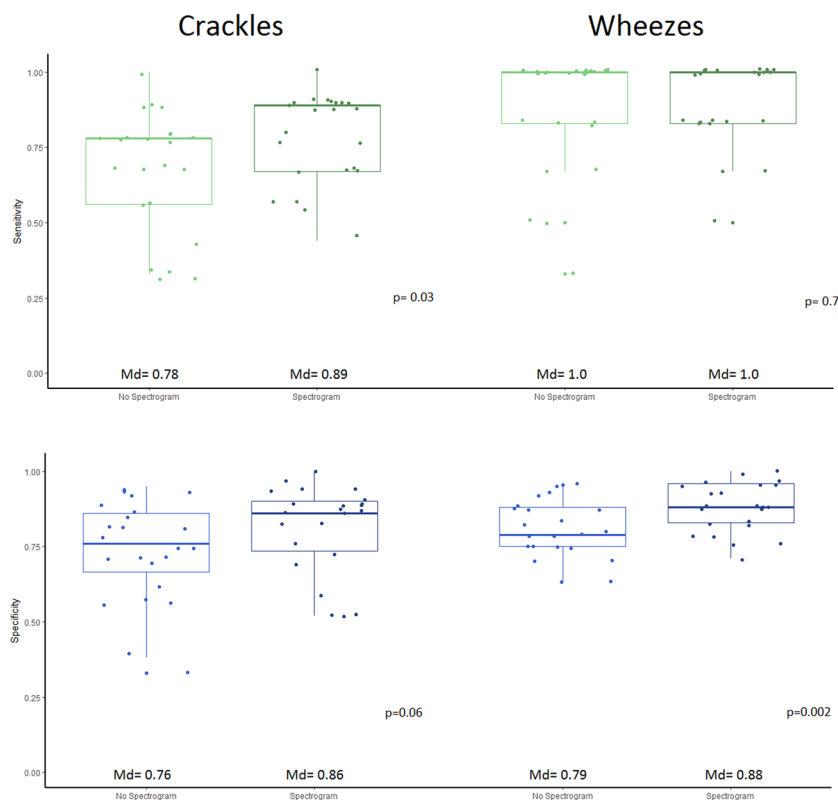 Crackles Wheezes
1.00
0.75
Sensitivity
0.50
0.25
p= 0.03 p= 0.7
0.00
Md= 0.78 Md= 0.89 Md= 1.0 Md= 1.0
No Spectrogram Spectrogram No Spectrogram Spectrogram
1.00
0.75
Specificity
0.50
0.25
p=0.06 p=0.002
0.00
Md= 0.76 Md= 0.86 Md= 0.79 Md= 0.88
No Spectrogram Spectrogram No Spectrogram Spectrogram